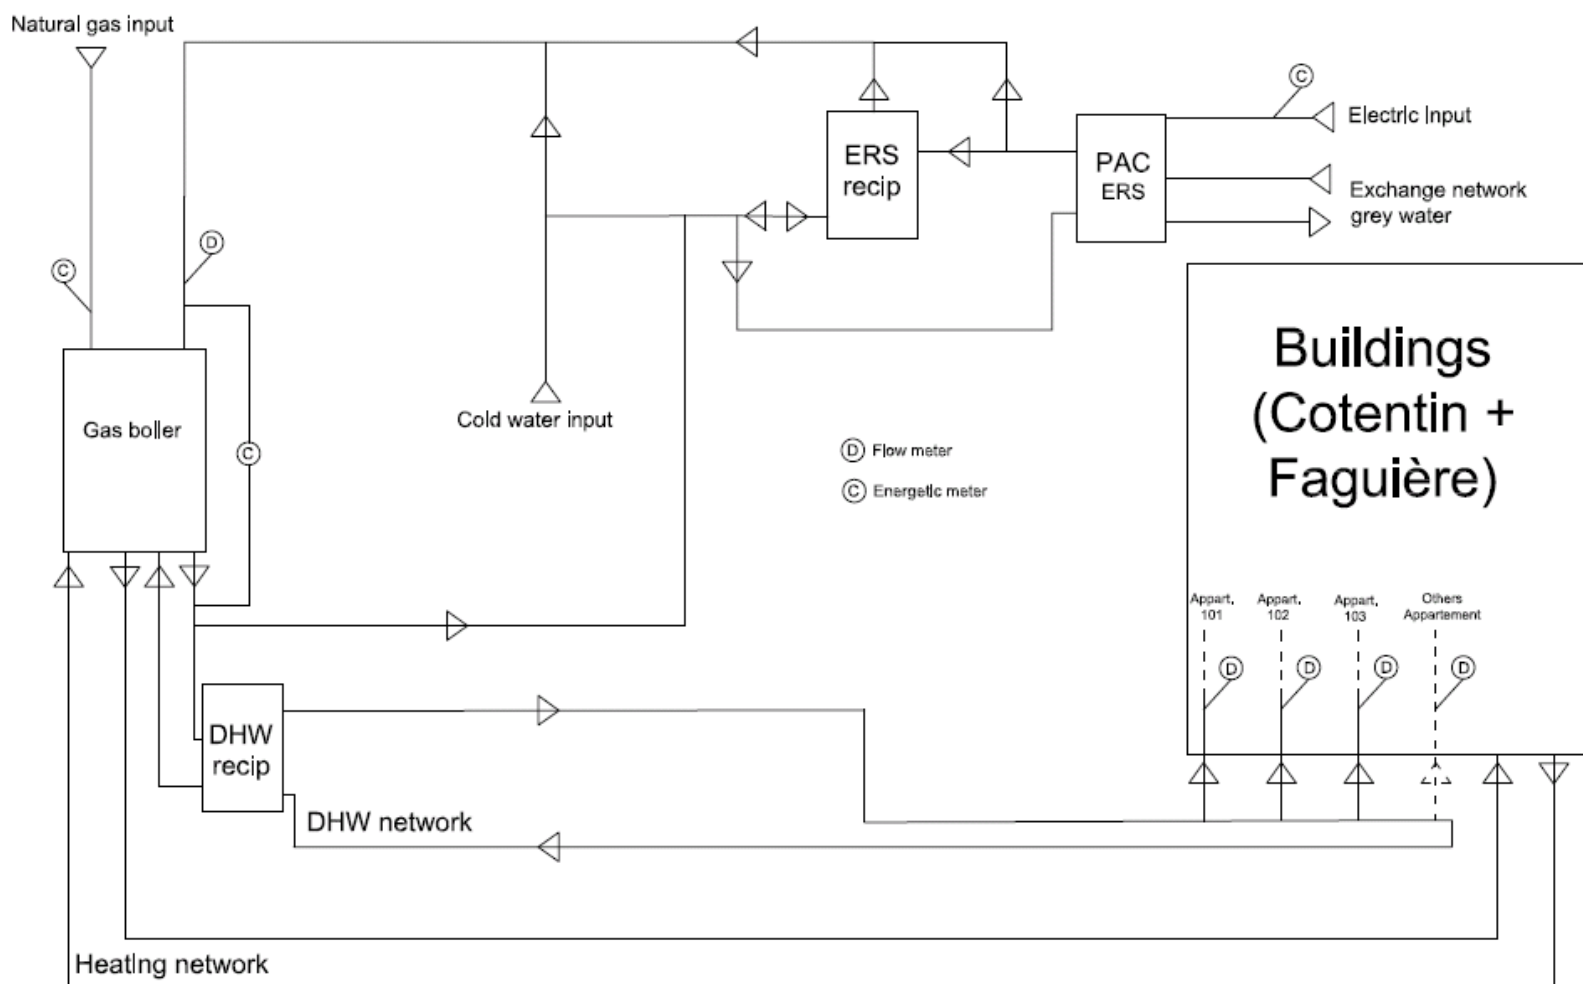 Natural gas input
C
Electric input
ERS
recip
PAC
ERS
Exchange network
grey water
D
C
Buildings
(Cotentin +
Faguière)
Cold water input
Gas boiler
C
D Flow meter
C Energetic meter
Appart. 101
Appart. 102
Appart. 103
Others Appartement
D
D
D
D
DHW
recip
DHW network
Heating network